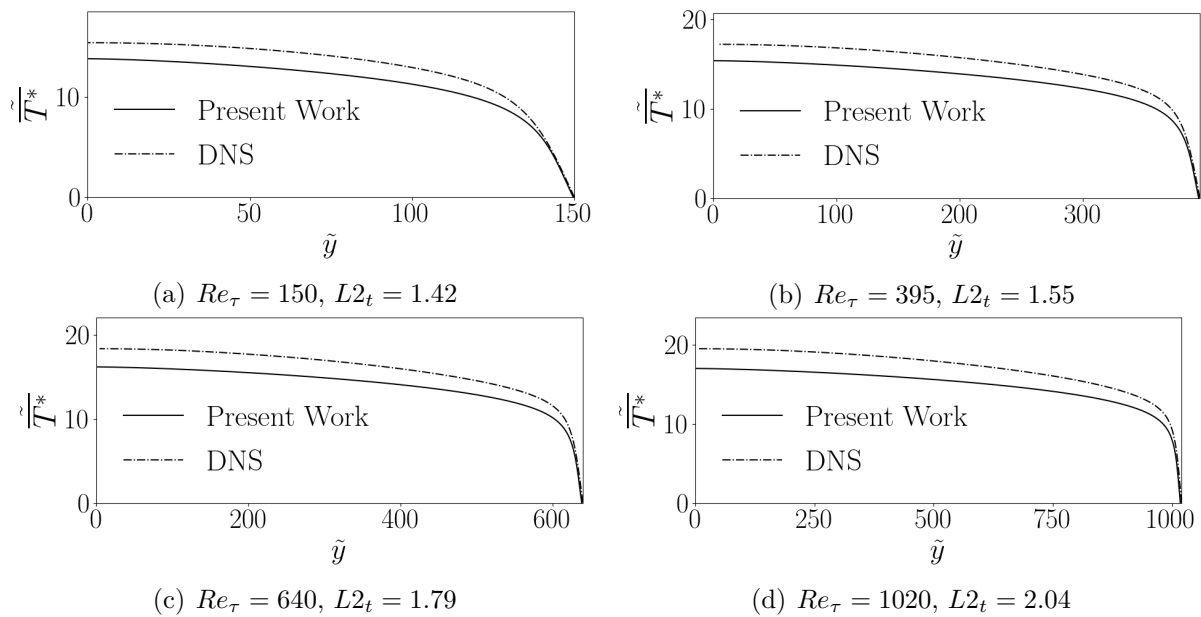 10
0
$\overline{\tilde{T^*}}$
Present Work
DNS
0 50 100 150
$\tilde{y}$
(a) $Re_\tau = 150$, $L2_t = 1.42$
20
10
0
$\overline{\tilde{T^*}}$
Present Work
DNS
0 100 200 300
$\tilde{y}$
(b) $Re_\tau = 395$, $L2_t = 1.55$
20
10
0
$\overline{\tilde{T^*}}$
Present Work
DNS
0 200 400 600
$\tilde{y}$
(c) $Re_\tau = 640$, $L2_t = 1.79$
20
10
0
$\overline{\tilde{T^*}}$
Present Work
DNS
0 250 500 750 1000
$\tilde{y}$
(d) $Re_\tau = 1020$, $L2_t = 2.04$